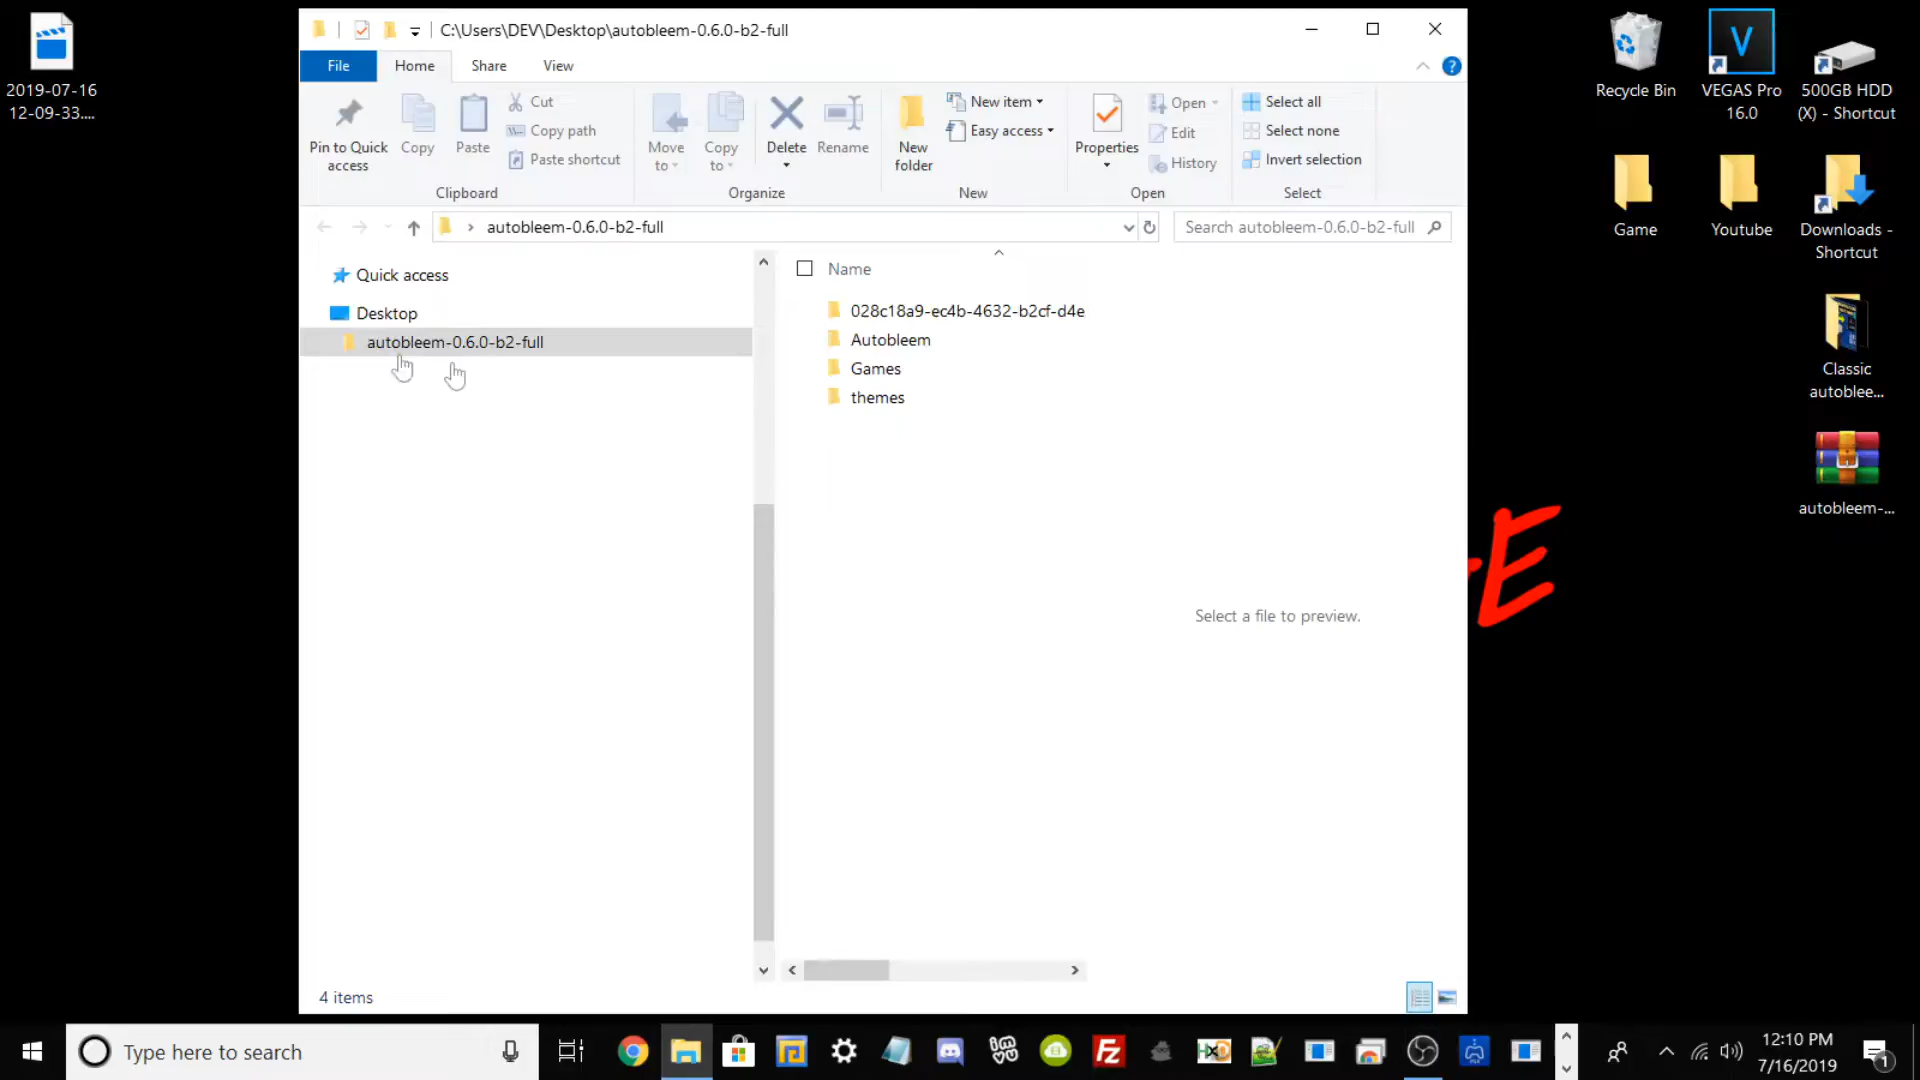 2019-07-16
12-09-33....
C:\Users\DEV\Desktop\autobleem-0.6.0-b2-full
File
Home
Share
View
Pin to Quick
access
Copy
Paste
Cut
Copy path
Paste shortcut
Clipboard
Move
to
Copy
to
Delete
Rename
Organize
New
folder
New item
Easy access
New
Properties
Open
Edit
History
Open
Select all
Select none
Invert selection
Select
autobleem-0.6.0-b2-full
Search autobleem-0.6.0-b2-full
Quick access
Desktop
autobleem-0.6.0-b2-full
Name
028c18a9-ec4b-4632-b2cf-d4e
Autobleem
Games
themes
Select a file to preview.
4 items
Recycle Bin
VEGAS Pro
16.0
500GB HDD
(X) - Shortcut
Game
Youtube
Downloads -
Shortcut
Classic
autoblee...
autobleem-...
E
Type here to search
12:10 PM
7/16/2019
1